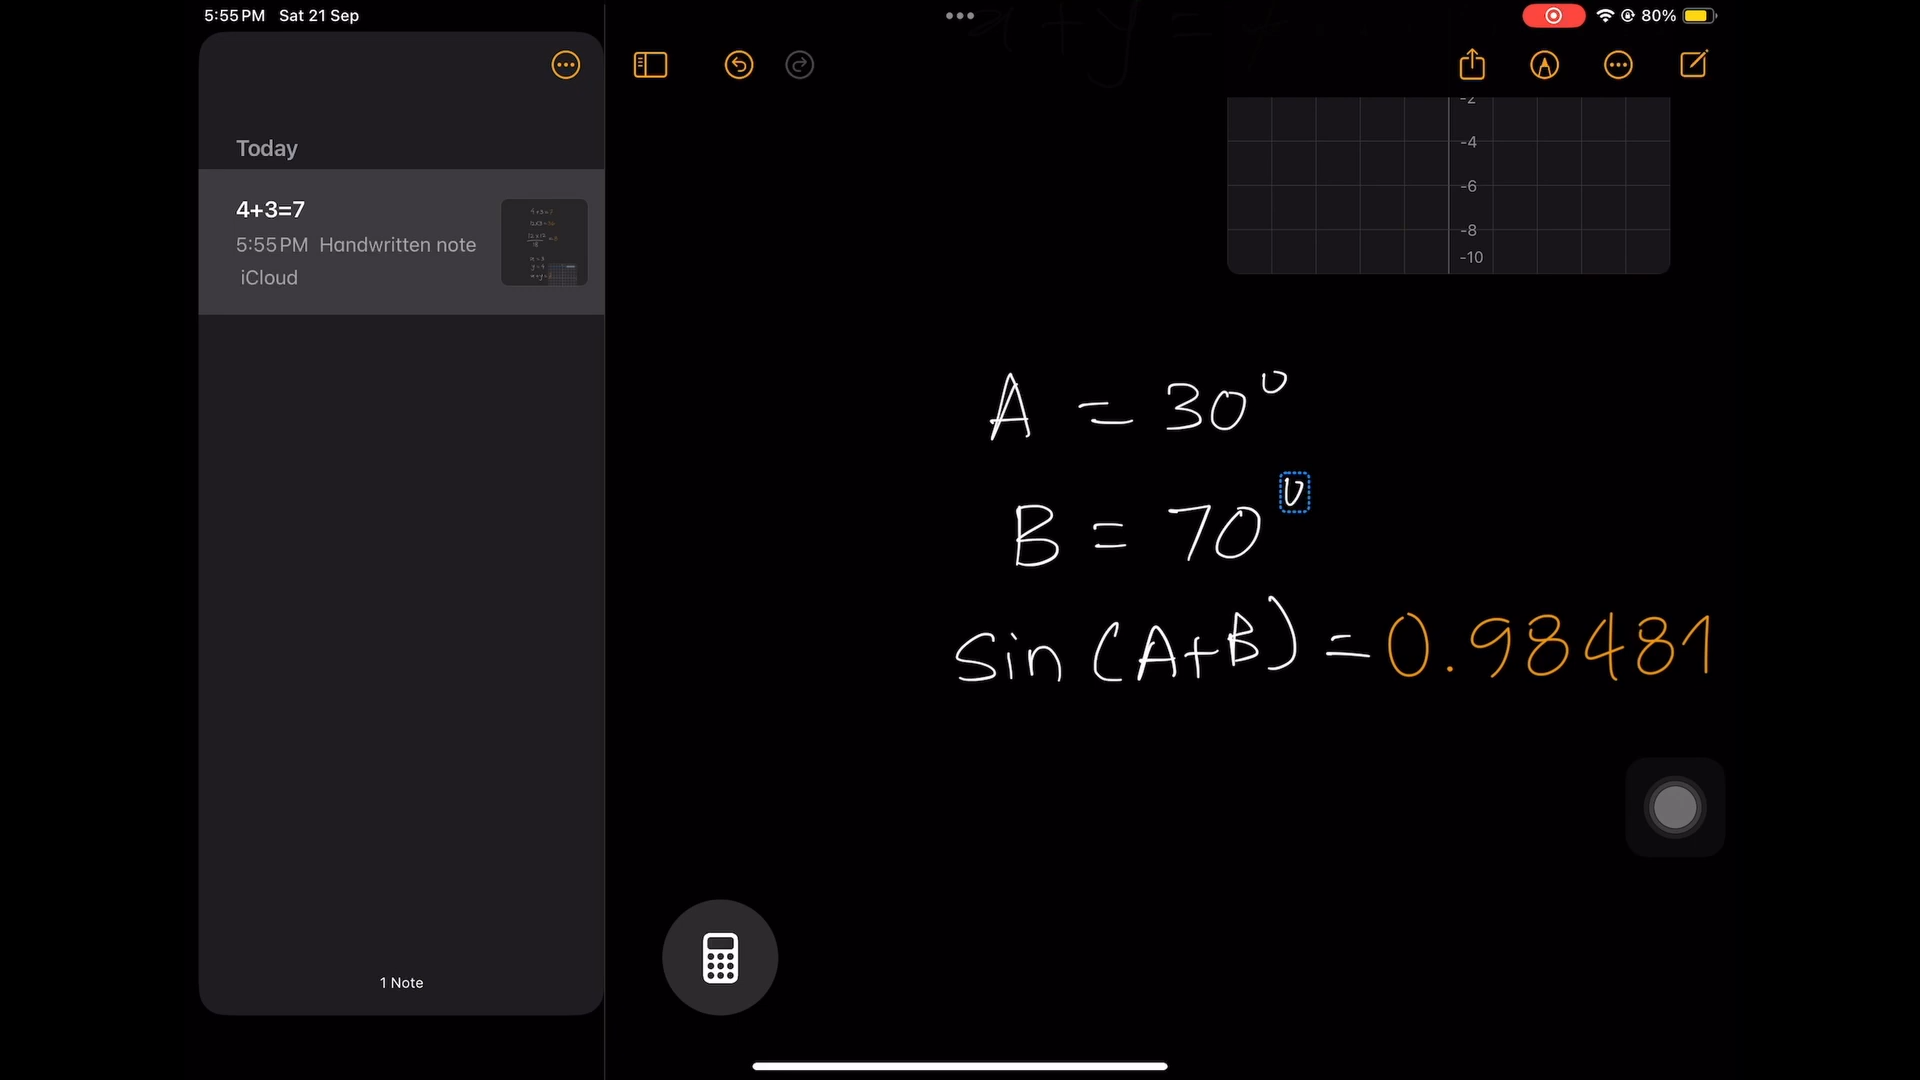 5:55 PM Sat 21 Sep
80%
Today
4+3=7
5:55 PM Handwritten note
iCloud
1 Note
x+y=
-2
-4
-6
-8
-10
A = 30°
B = 70°
sin (A+B) = 0.98481